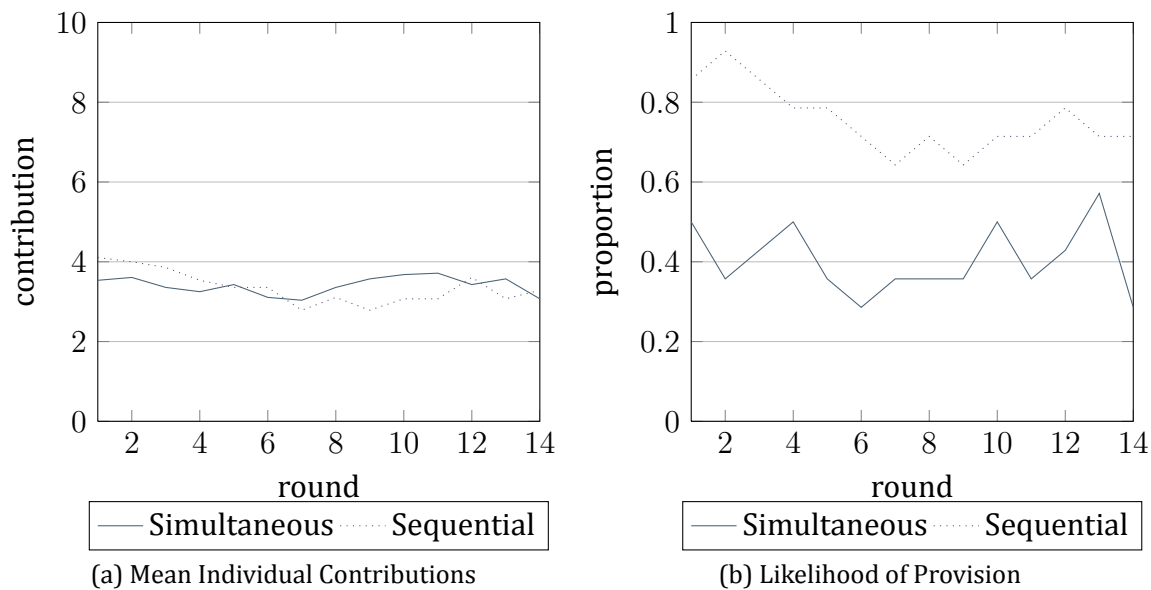 10
8
6
4
2
0
contribution
2 4 6 8 10 12 14
round
Simultaneous Sequential
(a) Mean Individual Contributions
1
0.8
0.6
0.4
0.2
0
proportion
2 4 6 8 10 12 14
round
Simultaneous Sequential
(b) Likelihood of Provision